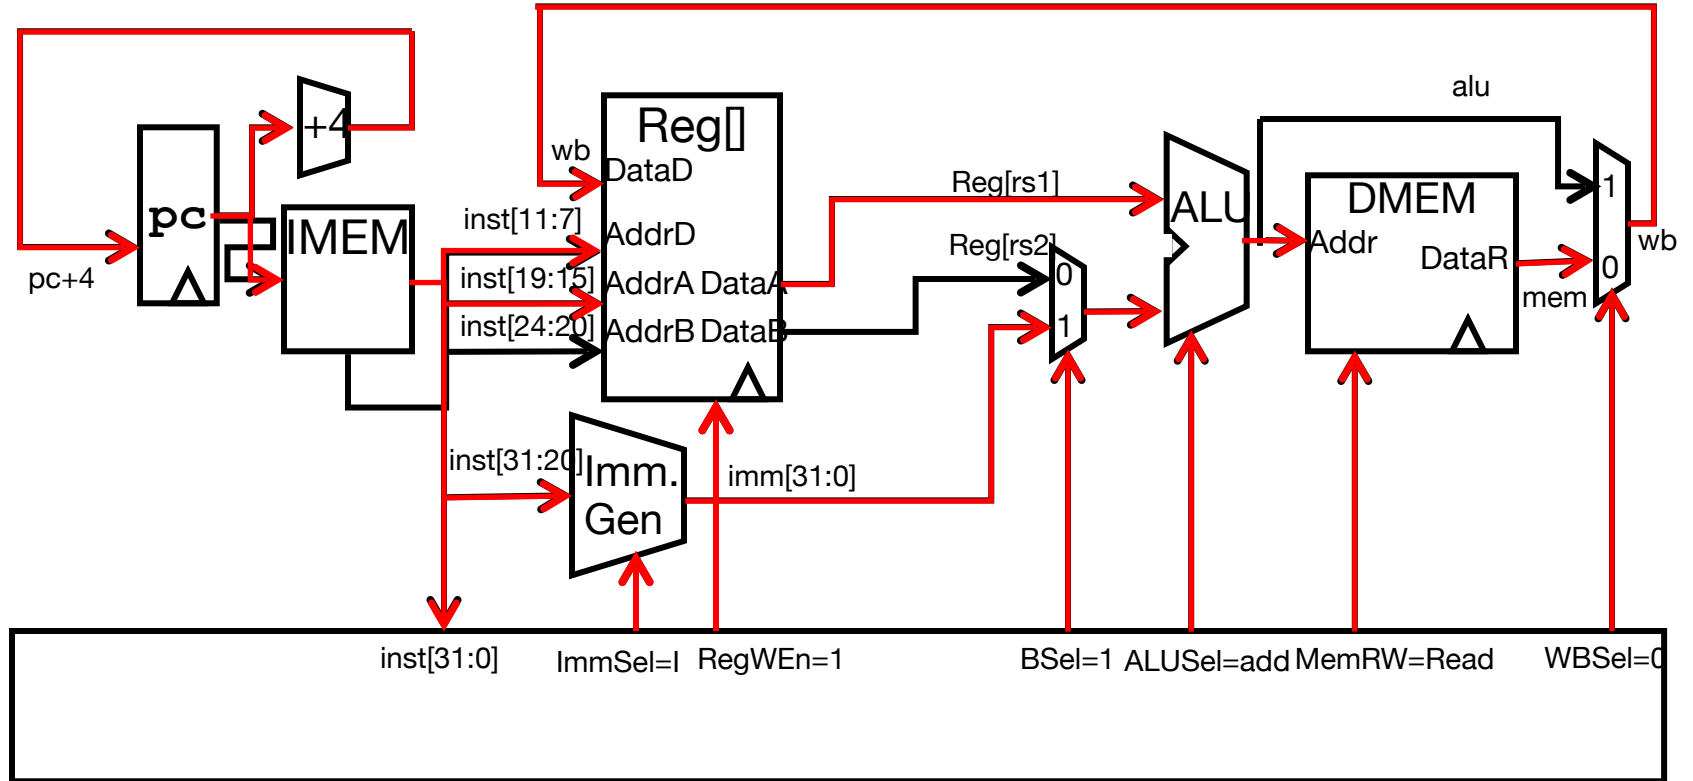 alu
+4
Reg[]
wb
DataD
pc
IMEM
inst[11:7]
AddrD
Reg[rs1]
ALU
DMEM
1
pc+4
inst[19:15]
AddrA DataA
Reg[rs2]
0
Addr
DataR
wb
0
mem
inst[24:20]
AddrB DataB
1
inst[31:20]
Imm.
Gen
imm[31:0]
inst[31:0]
ImmSel=I
RegWEn=1
BSel=1
ALUSel=add
MemRW=Read
WBSel=0